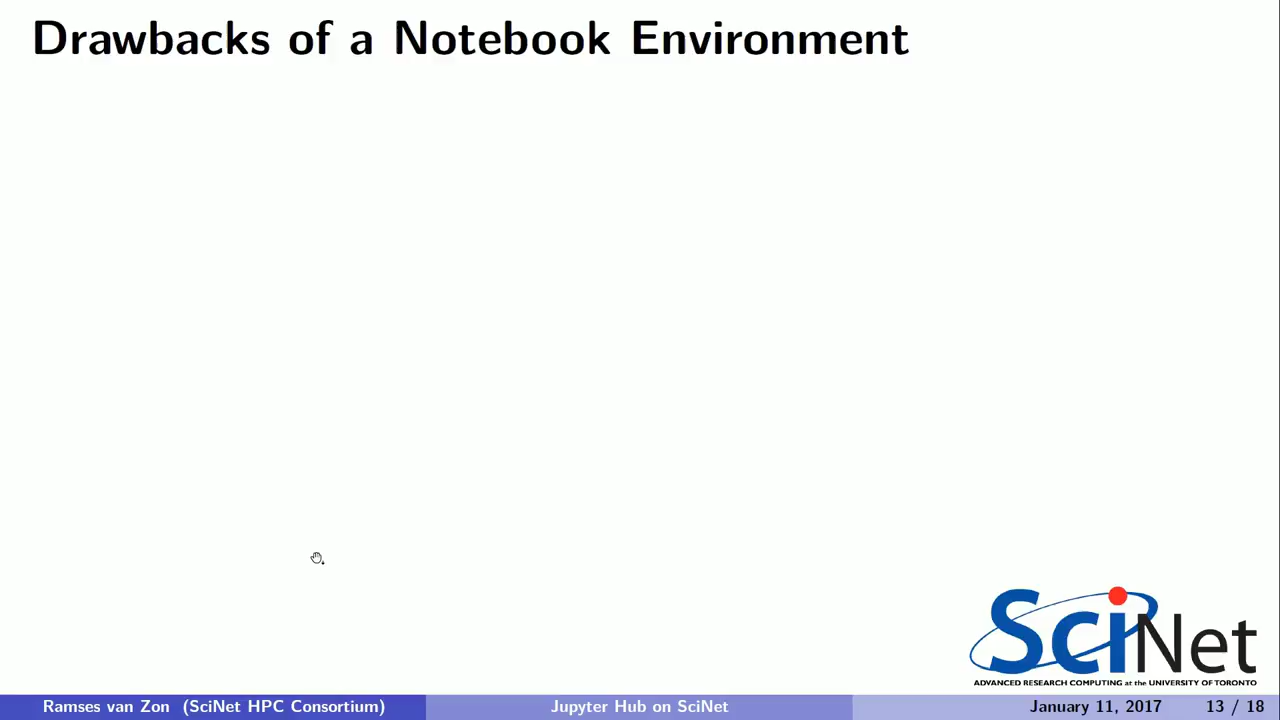 Drawbacks of a Notebook Environment
SciNet
ADVANCED RESEARCH COMPUTING at the UNIVERSITY OF TORONTO
Ramses van Zon (SciNet HPC Consortium) Jupyter Hub on SciNet January 11, 2017 13 / 18